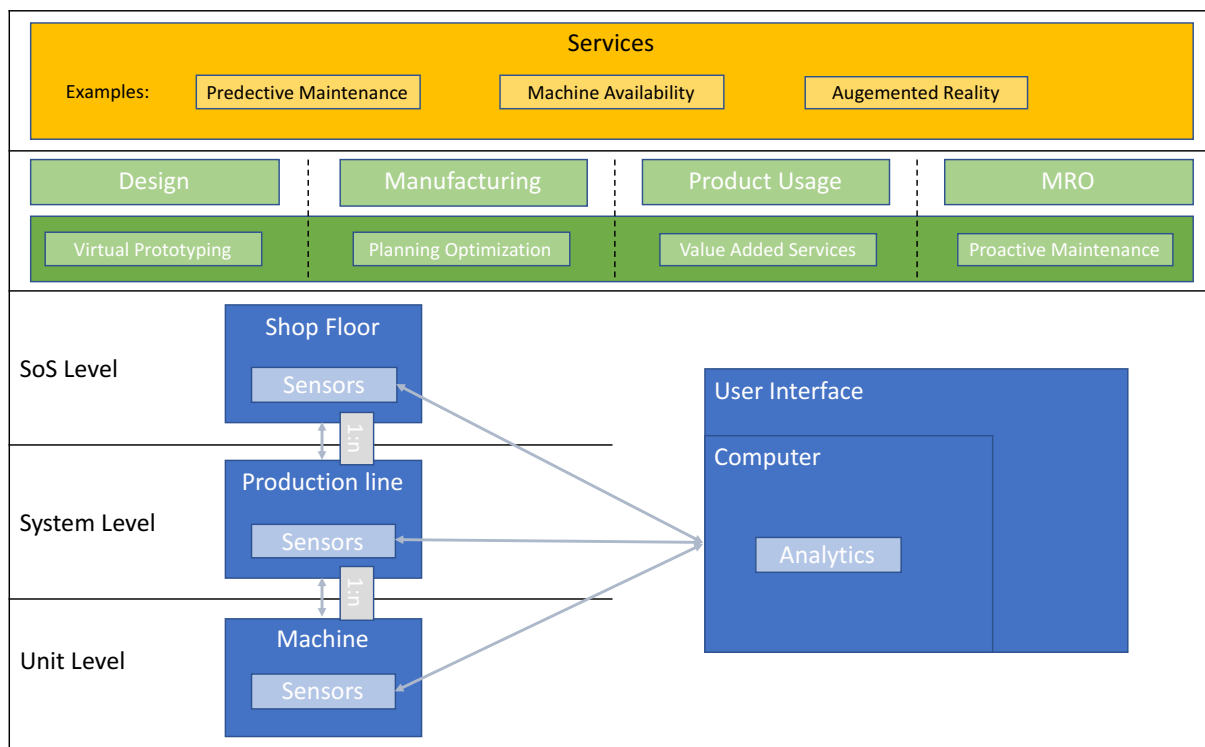 Services
Examples:
Predective Maintenance
Machine Availability
Augemented Reality
Design
Manufacturing
Product Usage
MRO
Virtual Prototyping
Planning Optimization
Value Added Services
Proactive Maintenance
SoS Level
Shop Floor
Sensors
1:n
System Level
Production line
Sensors
1:n
Unit Level
Machine
Sensors
User Interface
Computer
Analytics